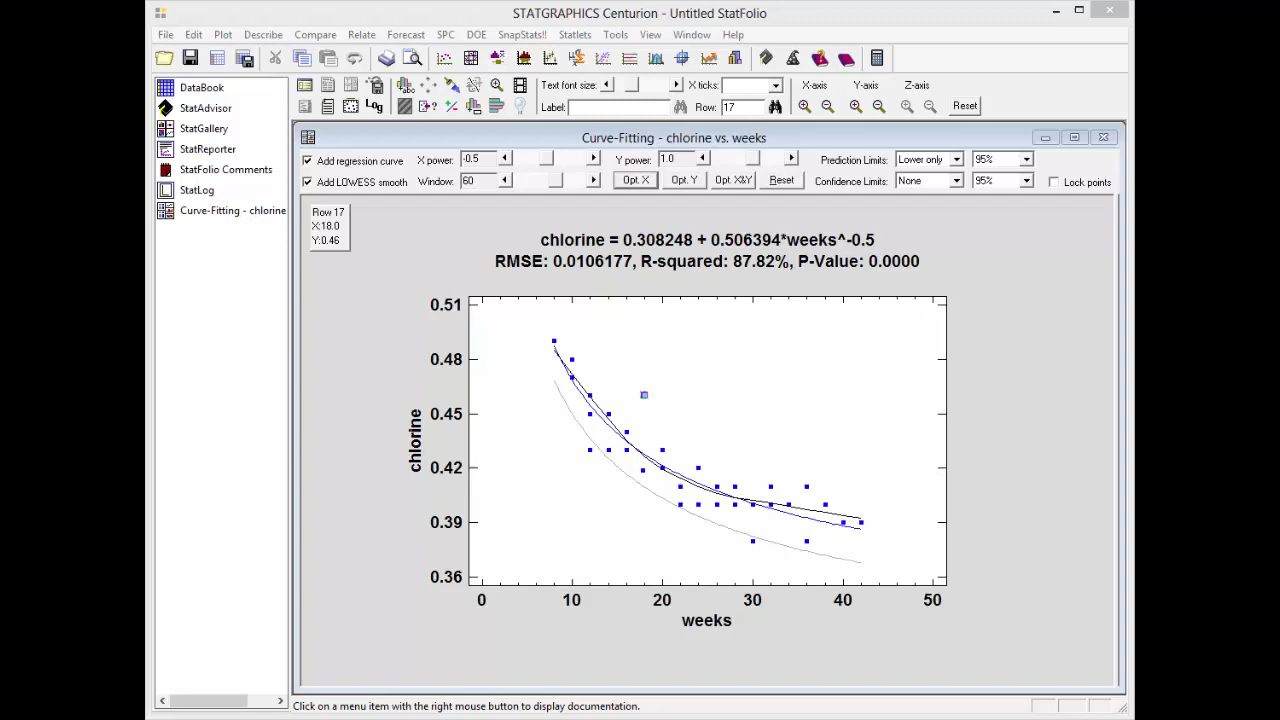 STATGRAPHICS Centurion - Untitled StatFolio
File Edit Plot Describe Compare Relate Forecast SPC DOE SnapStats!! Statlets Tools View Window Help
Text font size: X ticks: X-axis Y-axis Z-axis
Log Label: Row: 17 Reset
DataBook
StatAdvisor
StatGallery
StatReporter
StatFolio Comments
StatLog
Curve-Fitting - chlorine
Curve-Fitting - chlorine vs. weeks
Add regression curve X power: -0.5 Y power: 1.0 Prediction Limits: Lower only 95%
Add LOWESS smooth Window: 60 Opt. X Opt. Y Opt. X&Y Reset Confidence Limits: None 95% Lock points
Row 17
X:18.0
Y:0.46
chlorine = 0.308248 + 0.506394*weeks^-0.5
RMSE: 0.0106177, R-squared: 87.82%, P-Value: 0.0000
0.51
0.48
0.45
0.42
0.39
0.36
chlorine
0 10 20 30 40 50
weeks
Click on a menu item with the right mouse button to display documentation.